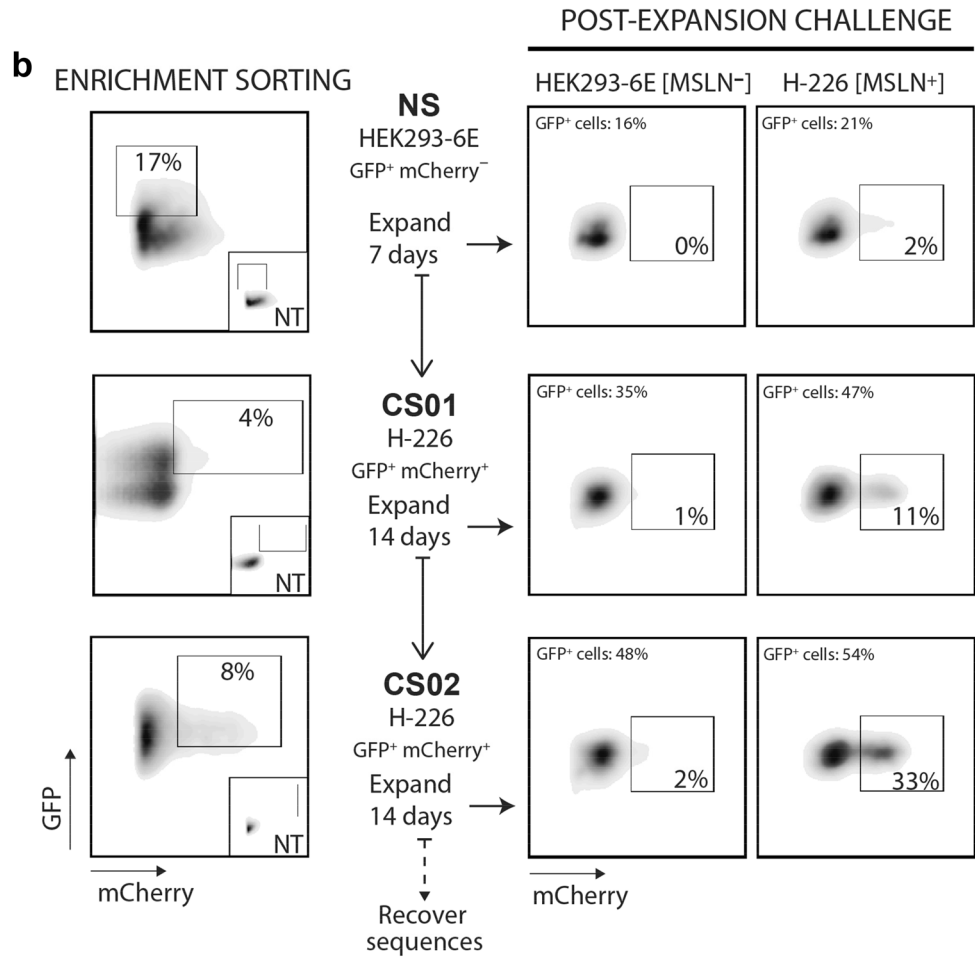 b
POST-EXPANSION CHALLENGE
ENRICHMENT SORTING
HEK293-6E [MSLN⁻]
H-226 [MSLN⁺]
17%
NT
NS
HEK293-6E
GFP⁺ mCherry⁻
Expand
7 days
GFP⁺ cells: 16%
0%
GFP⁺ cells: 21%
2%
4%
NT
CS01
H-226
GFP⁺ mCherry⁺
Expand
14 days
GFP⁺ cells: 35%
1%
GFP⁺ cells: 47%
11%
8%
NT
GFP
mCherry
CS02
H-226
GFP⁺ mCherry⁺
Expand
14 days
Recover
sequences
GFP⁺ cells: 48%
2%
GFP⁺ cells: 54%
33%
mCherry